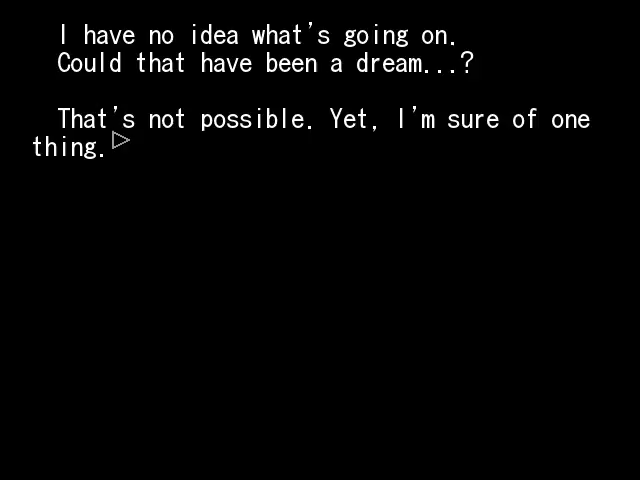 I have no idea what's going on.
Could that have been a dream...?
That's not possible. Yet, I'm sure of one
thing.